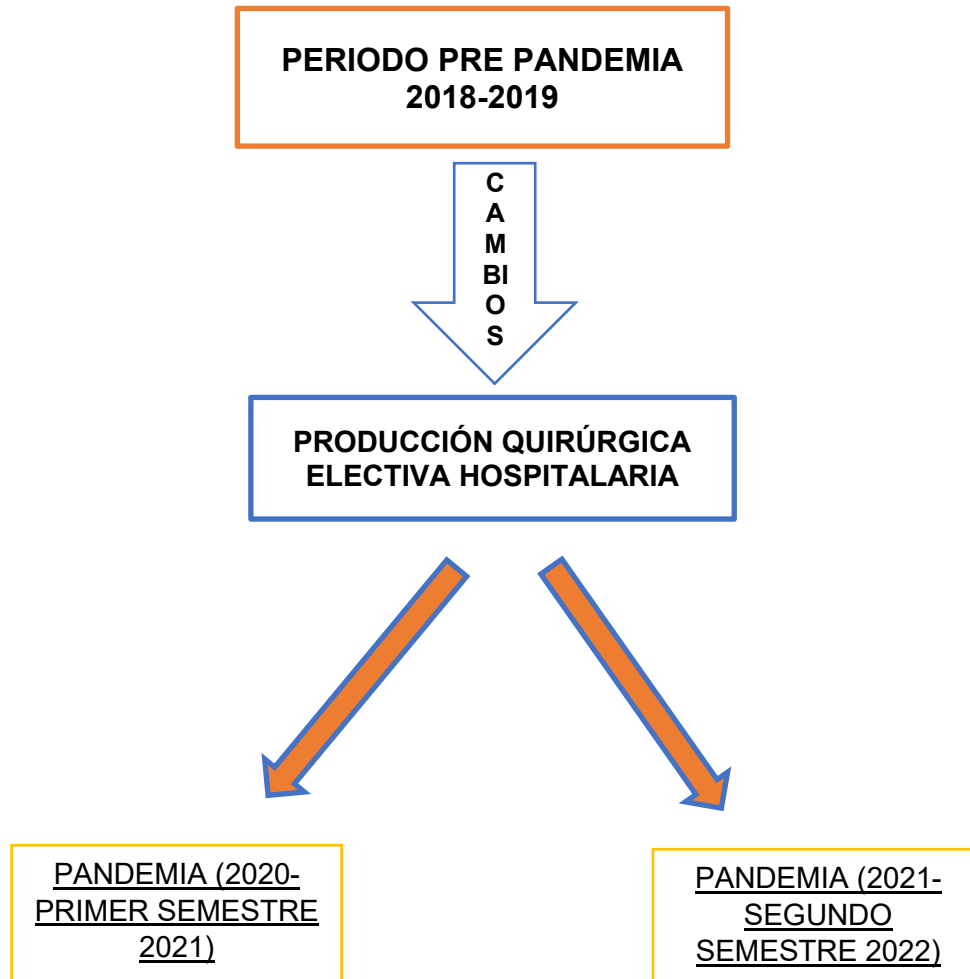 PERIODO PRE PANDEMIA
2018-2019
C
A
M
BI
O
S
PRODUCCIÓN QUIRÚRGICA
ELECTIVA HOSPITALARIA
PANDEMIA (2020-
PRIMER SEMESTRE
2021)
PANDEMIA (2021-
SEGUNDO
SEMESTRE 2022)